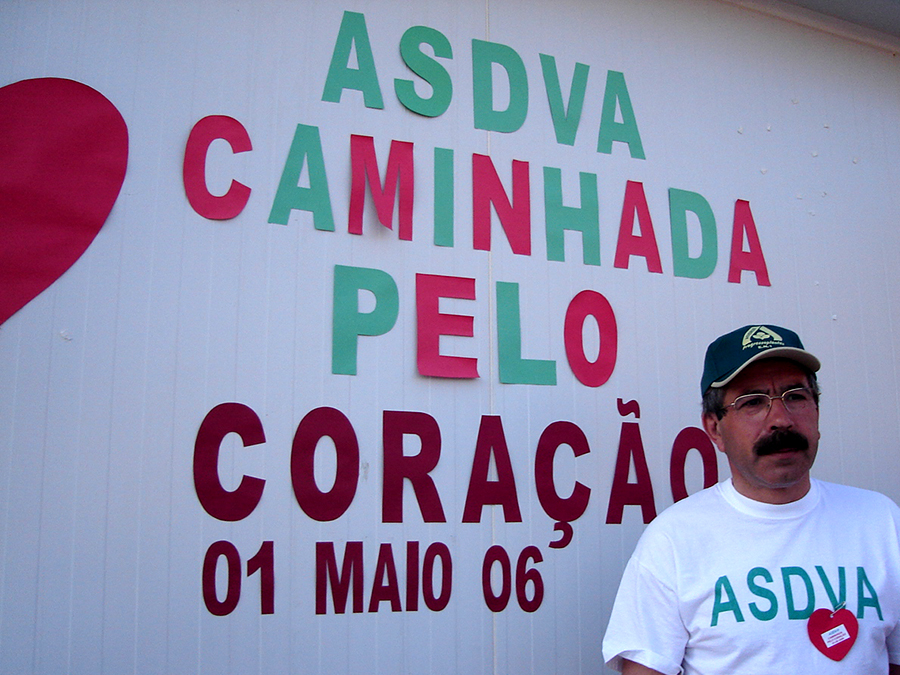 ASDVA
CAMINHADA
PELO
CORAÇÃO
01 MAIO 06
ASDVA